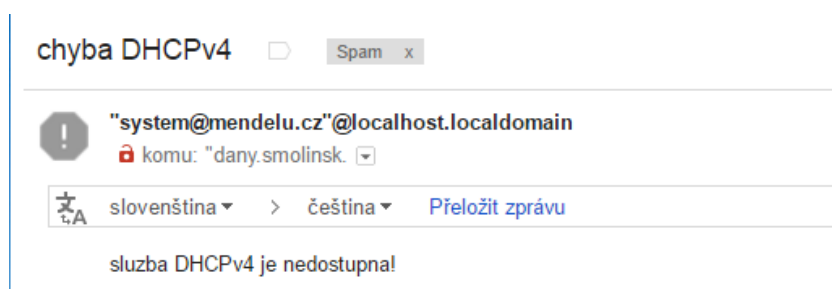 chyba DHCPv4 Spam x
"system@mendelu.cz"@localhost.localdomain
komu: "dany.smolinsk.
slovenština > čeština Přeložit zprávu
sluzba DHCPv4 je nedostupna!